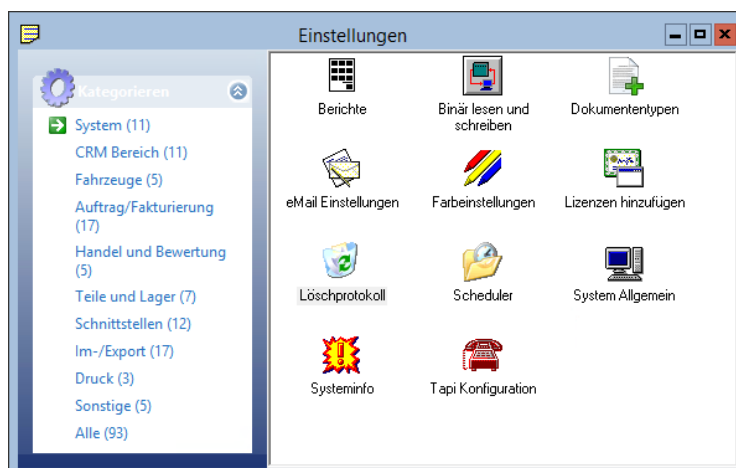 Einstellungen
Kategorieren
System (11)
CRM Bereich (11)
Fahrzeuge (5)
Auftrag/Fakturierung
(17)
Handel und Bewertung
(5)
Teile und Lager (7)
Schnittstellen (12)
Im-/Export (17)
Druck (3)
Sonstige (5)
Alle (93)
Berichte
Binär lesen und
schreiben
Dokumententypen
eMail Einstellungen
Farbeinstellungen
Lizenzen hinzufügen
Löschprotokoll
Scheduler
System Allgemein
Systeminfo
Tapi Konfiguration